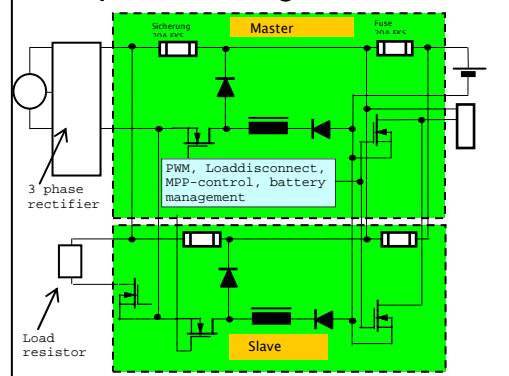 Sicherung
20A FKS
Master
Fuse
20A FKS
PWM, Loaddisconnect,
MPP-control, battery
management
3 phase
rectifier
Load
resistor
Slave